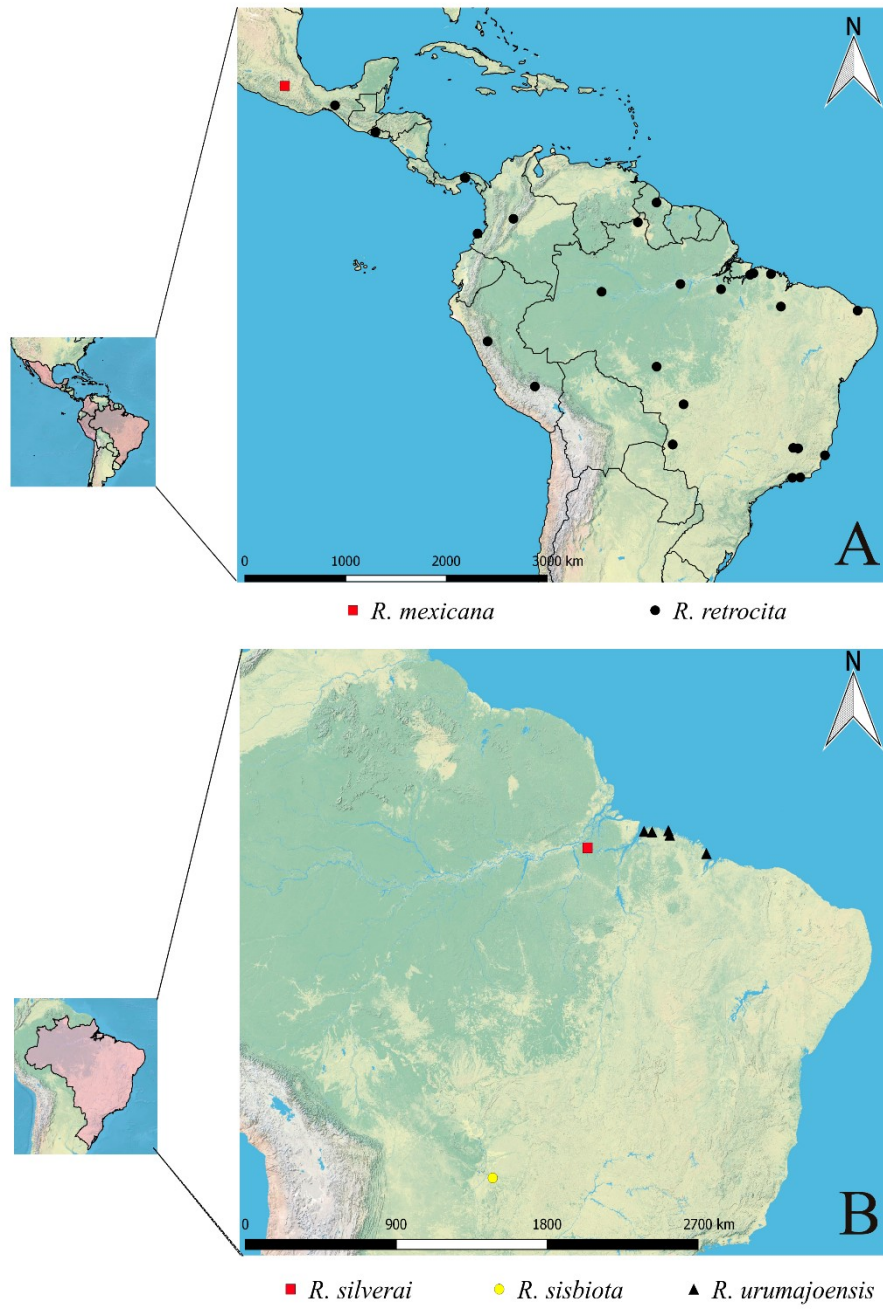 N
A
0 1000 2000 3000 km
R. mexicana R. retrocita
N
B
0 900 1800 2700 km
R. silverai R. sisbiota R. urumajoensis